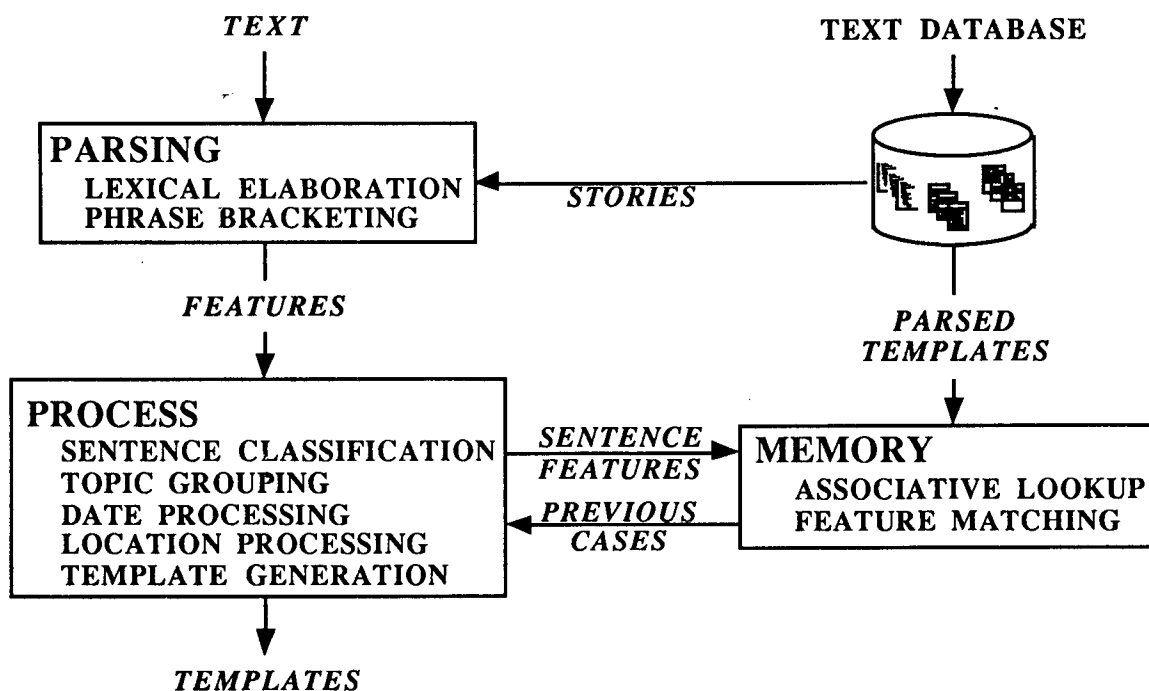 TEXT
TEXT DATABASE
PARSING
LEXICAL ELABORATION
PHRASE BRACKETING
STORIES
FEATURES
PARSED
TEMPLATES
PROCESS
SENTENCE CLASSIFICATION
TOPIC GROUPING
DATE PROCESSING
LOCATION PROCESSING
TEMPLATE GENERATION
SENTENCE
FEATURES
PREVIOUS
CASES
MEMORY
ASSOCIATIVE LOOKUP
FEATURE MATCHING
TEMPLATES